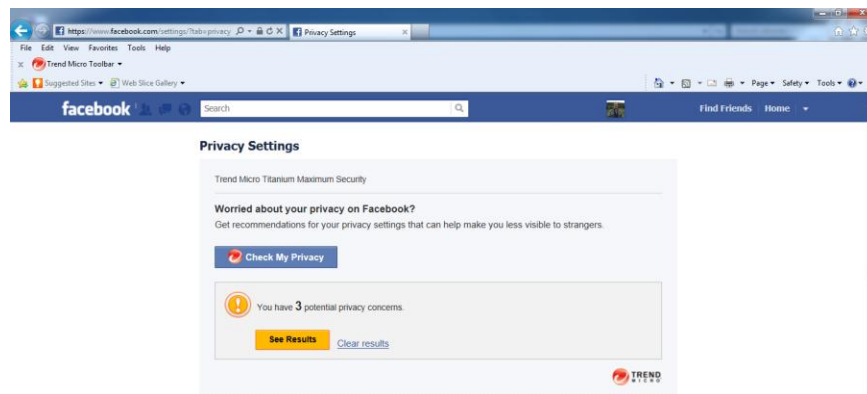 https://www.facebook.com/settings/?tab=privacy
Privacy Settings
File Edit View Favorites Tools Help
x Trend Micro Toolbar
Suggested Sites Web Slice Gallery
Page Safety Tools
facebook Search Find Friends Home
Privacy Settings
Trend Micro Titanium Maximum Security
Worried about your privacy on Facebook?
Get recommendations for your privacy settings that can help make you less visible to strangers.
Check My Privacy
You have 3 potential privacy concerns.
See Results Clear results
TREND
MICRO